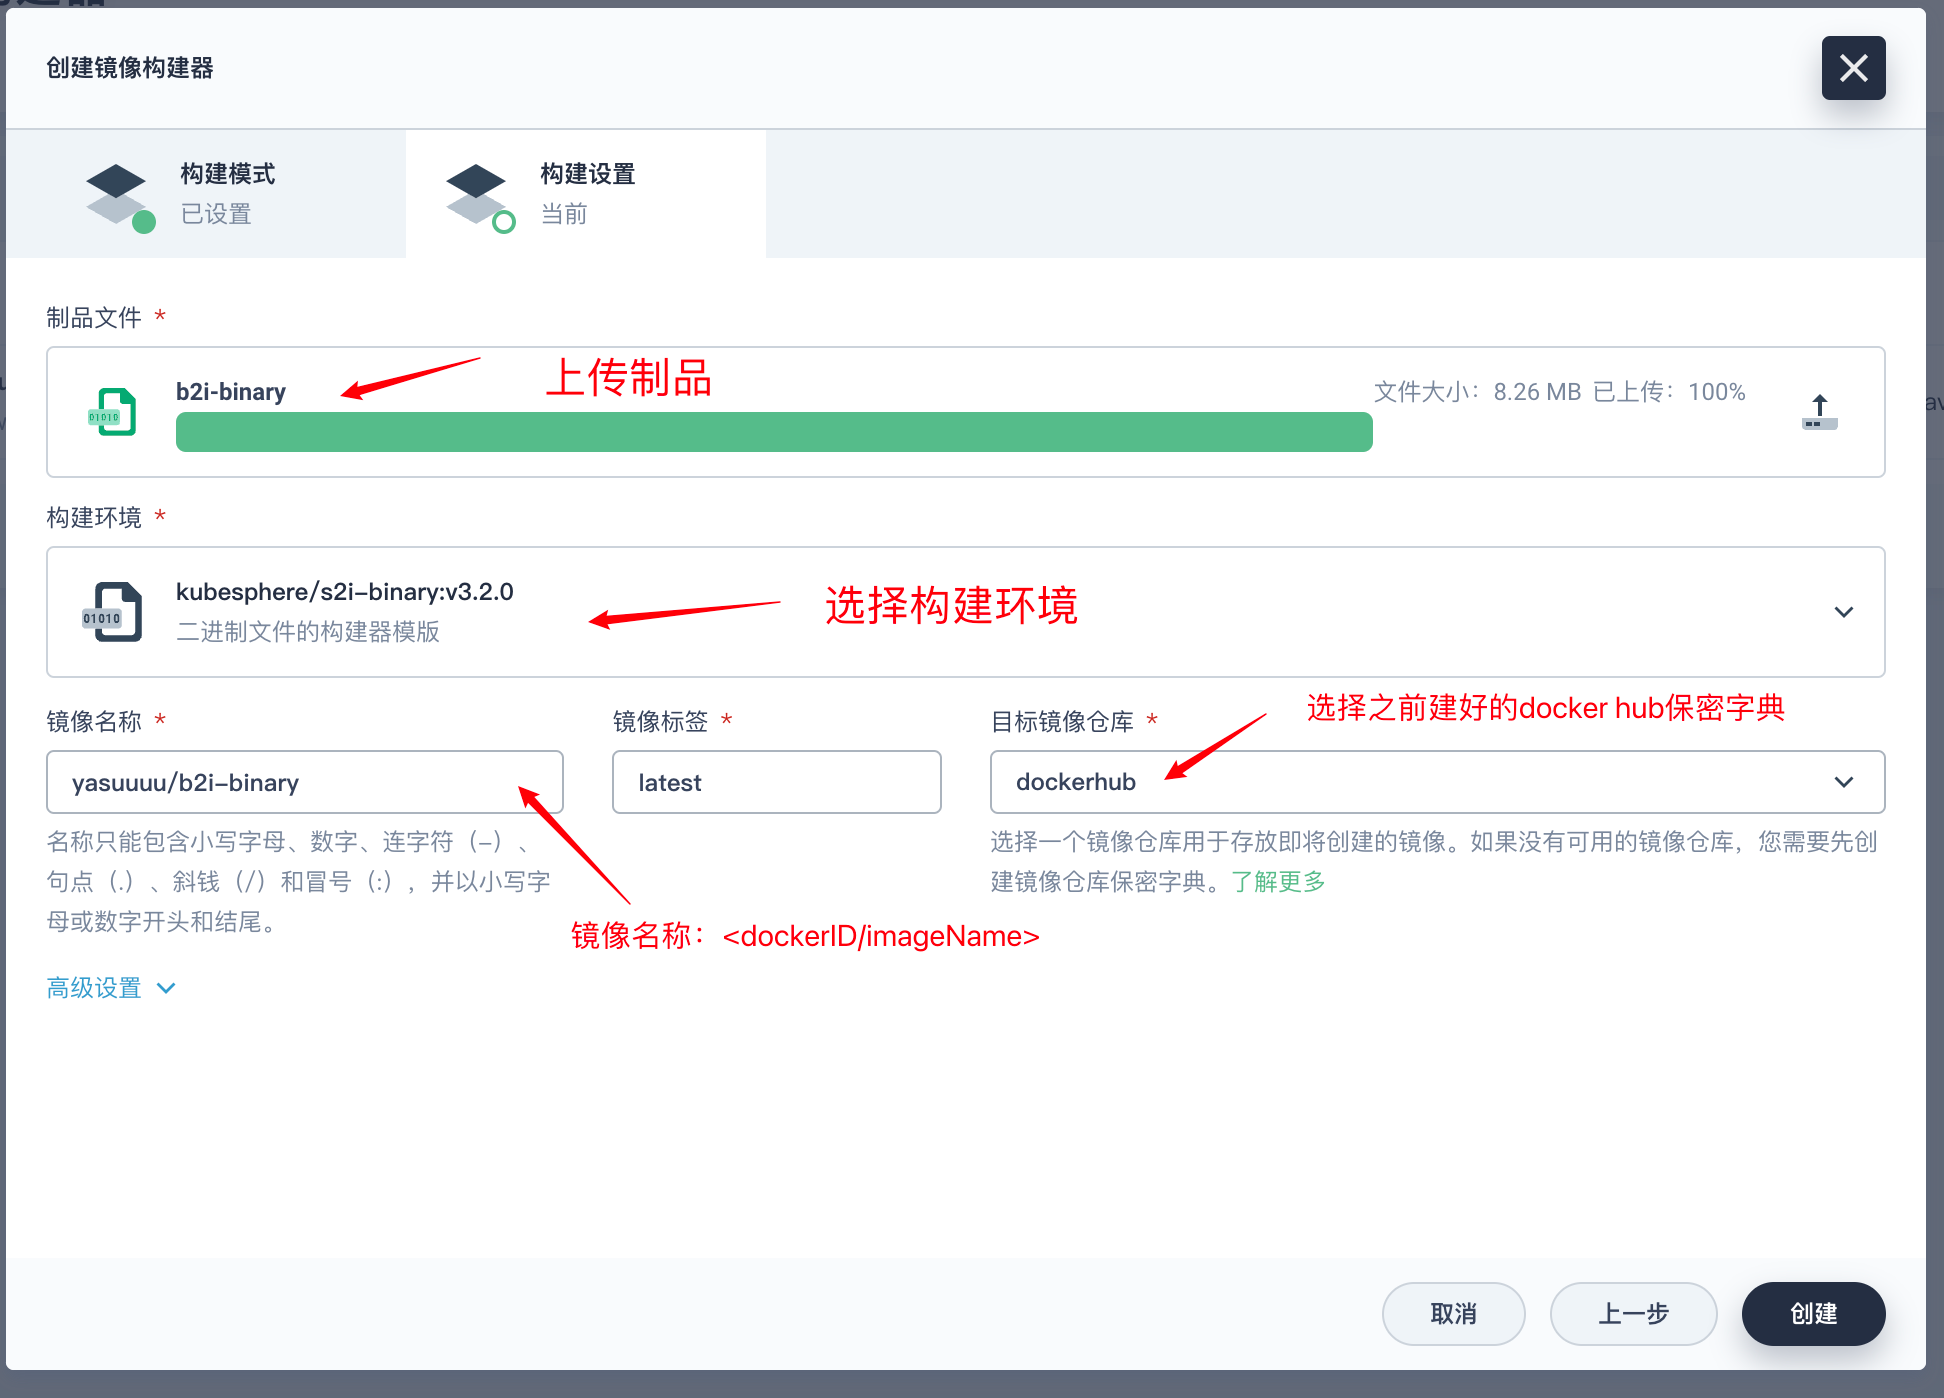 创建镜像构建器
构建模式
已设置
构建设置
当前
制品文件 *
b2i-binary
上传制品
文件大小：8.26 MB 已上传：100%
01010
构建环境 *
kubesphere/s2i-binary:v3.2.0
二进制文件的构建器模版
01010
选择构建环境
镜像名称 *
镜像标签 *
目标镜像仓库 *
选择之前建好的docker hub保密字典
yasuuuu/b2i-binary
latest
dockerhub
名称只能包含小写字母、数字、连字符（-）、
句点（.）、斜钱（/）和冒号（:），并以小写字
母或数字开头和结尾。
选择一个镜像仓库用于存放即将创建的镜像。如果没有可用的镜像仓库，您需要先创
建镜像仓库保密字典。了解更多
镜像名称：<dockerID/imageName>
高级设置
取消
上一步
创建